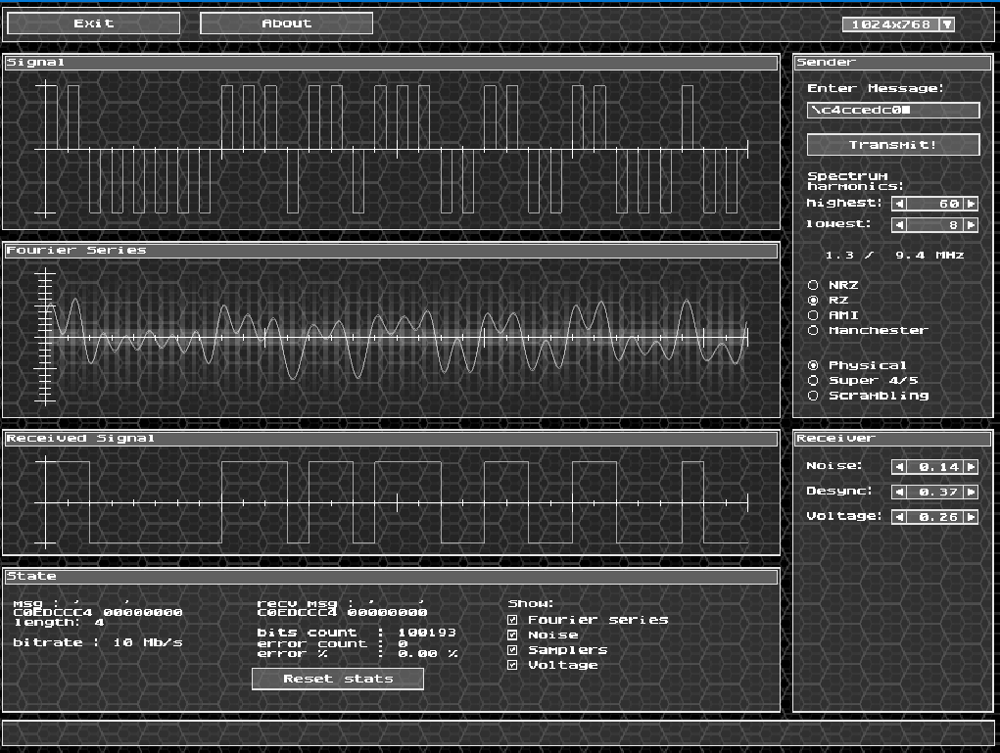 Exit
About
1024x768
Signal
Sender
Enter Message:
\c4ccedc0
Transmit!
Spectrum
harmonics:
highest: 60
lowest: 8
1.3 / 9.4 MHz
NRZ
RZ
AMI
Manchester
Physical
Super 4/5
Scrambling
Fourier Series
Received Signal
Receiver
Noise: 0.14
Desync: 0.37
Voltage: 0.26
State
msg : ' '
C0EDCCC4 00000000
length: 4
bitrate : 10 Mb/s
recv msg : ' '
C0EDCCC4 00000000
bits count : 100193
error count : 0
error % : 0.00 %
Reset stats
Show:
Fourier series
Noise
Samplers
Voltage